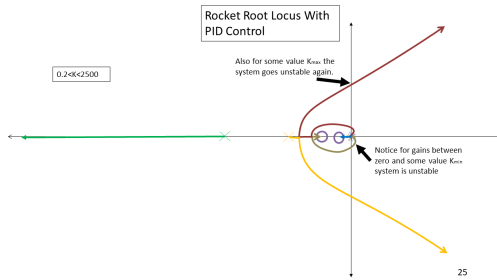 Rocket Root Locus With
PID Control
Also for some value Kmax the
system goes unstable again.
0.2<K<2500
Notice for gains between
zero and some value Kmin
system is unstable
25